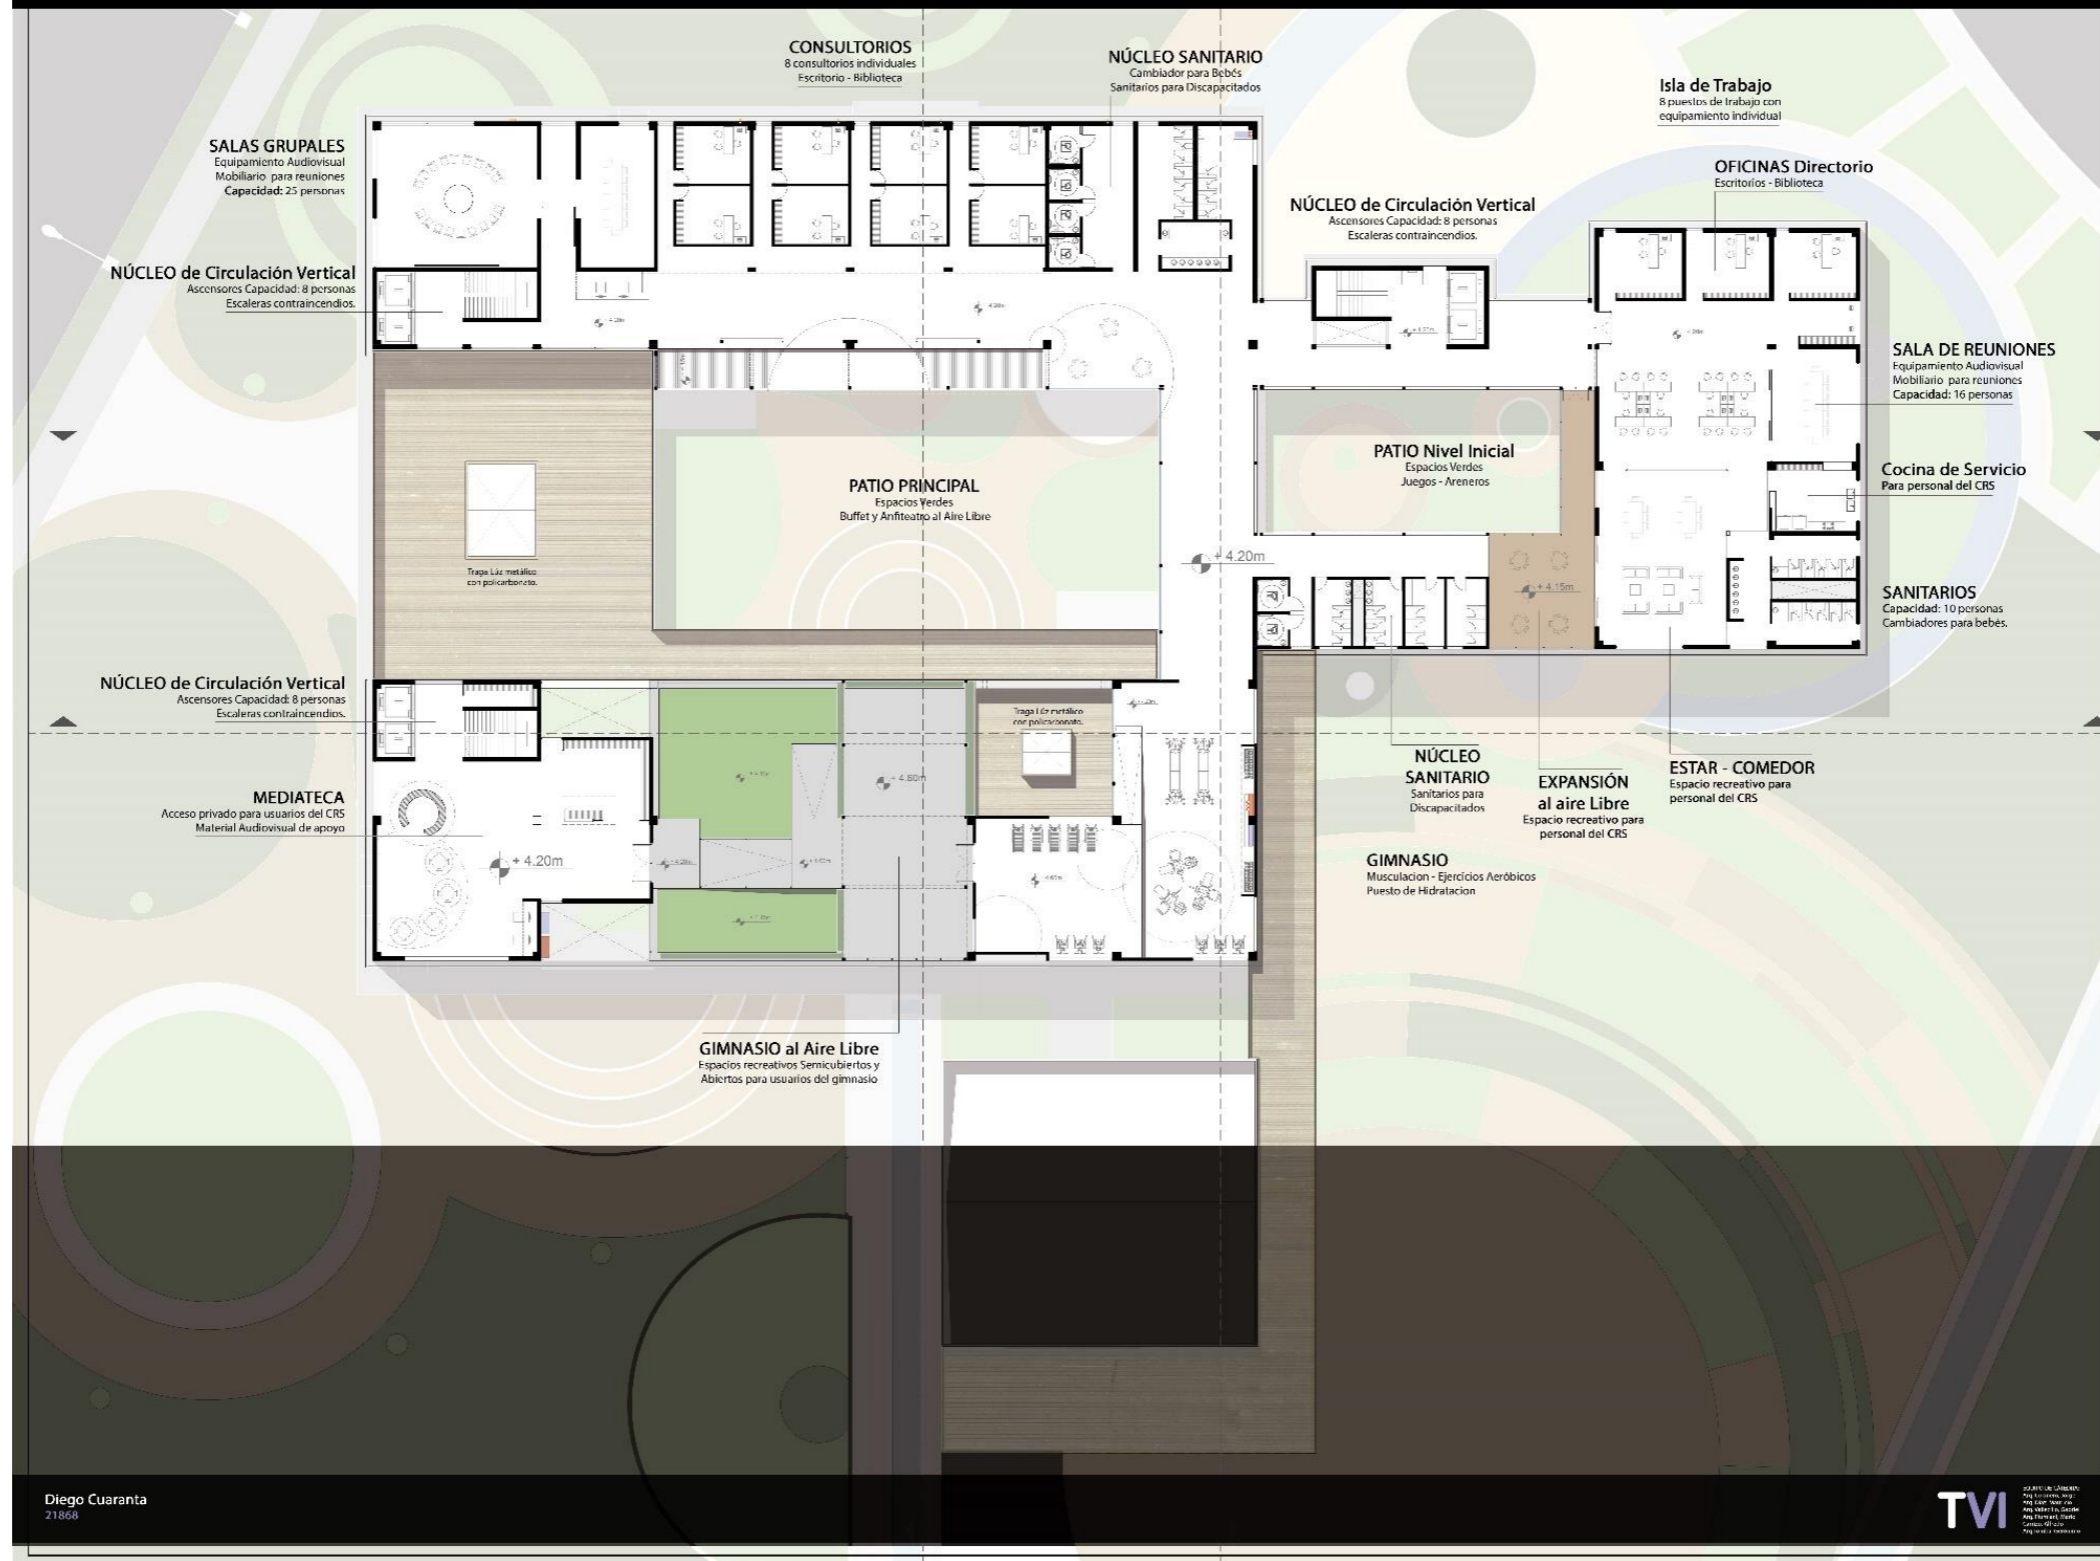 CONSULTORIOS
8 consultorios individuales
Escritorio - Biblioteca
NÚCLEO SANITARIO
Cambiador para Bebés
Sanitarios para Discapacitados
Isla de Trabajo
8 puestos de trabajo con
equipamiento individual
SALAS GRUPALES
Equipamiento Audiovisual
Mobiliario para reuniones
Capacidad: 25 personas
OFICINAS Directorio
Escritorios - Biblioteca
NÚCLEO de Circulación Vertical
Ascensores Capacidad: 8 personas
Escaleras contraincendios.
NÚCLEO de Circulación Vertical
Ascensores Capacidad: 8 personas
Escaleras contraincendios.
SALA DE REUNIONES
Equipamiento Audiovisual
Mobiliario para reuniones
Capacidad: 16 personas
PATIO Nivel Inicial
Espacios Verdes
Juegos - Areneros
PATIO PRINCIPAL
Espacios Verdes
Buffet y Anfiteatro al Aire Libre
Cocina de Servicio
Para personal del CRS
Traga Lúz metálico
con policarbonato.
+ 4.20m
+ 4.15m
SANITARIOS
Capacidad: 10 personas
Cambiadores para bebés.
NÚCLEO de Circulación Vertical
Ascensores Capacidad: 8 personas
Escaleras contraincendios.
Traga Lúz metálico
con policarbonato.
+ 4.60m
NÚCLEO
SANITARIO
Sanitarios para
Discapacitados
EXPANSIÓN
al aire Libre
Espacio recreativo para
personal del CRS
ESTAR - COMEDOR
Espacio recreativo para
personal del CRS
MEDIATECA
Acceso privado para usuarios del CRS
Material Audiovisual de apoyo
+ 4.20m
GIMNASIO
Musculacion - Ejercicios Aeróbicos
Puesto de Hidratacion
GIMNASIO al Aire Libre
Espacios recreativos Semicubiertos y
Abiertos para usuarios del gimnasio
Diego Cuaranta
21868
TVI